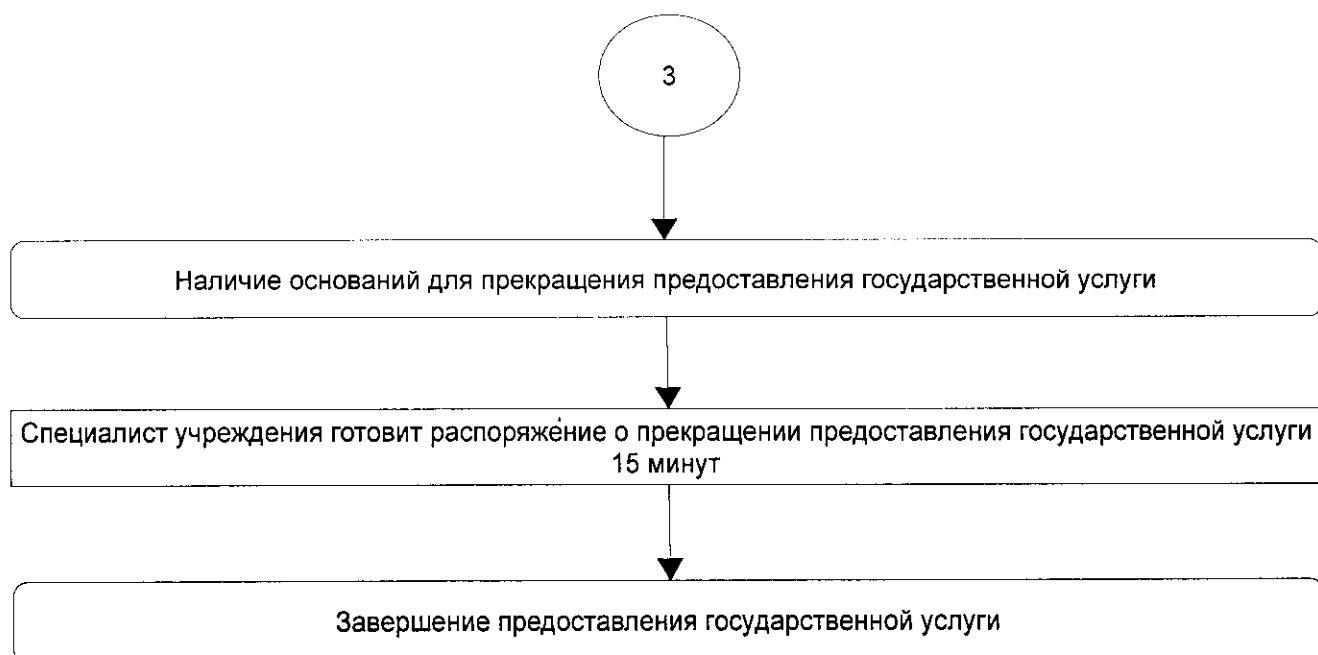 3
Наличие оснований для прекращения предоставления государственной услуги
Специалист учреждения готовит распоряжение о прекращении предоставления государственной услуги
15 минут
Завершение предоставления государственной услуги